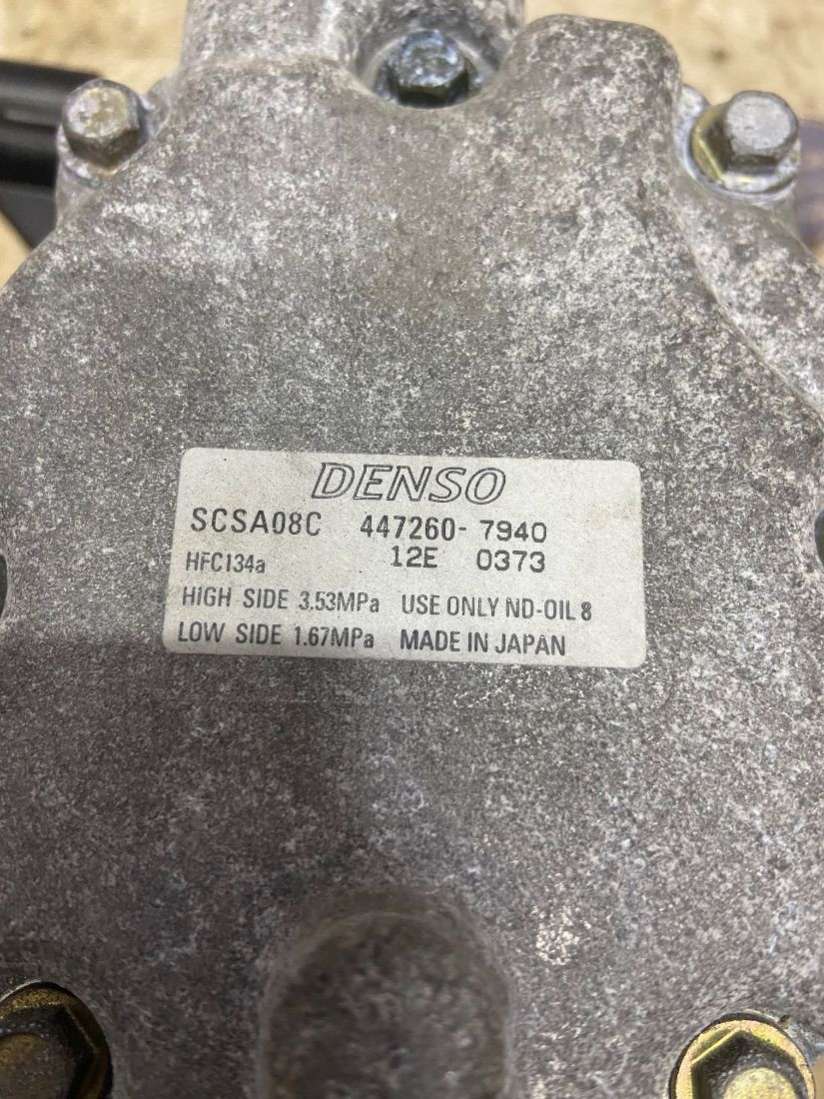 DENSO
SCSA08C 447260-7940
HFC134a 12E 0373
HIGH SIDE 3.53MPa USE ONLY ND-OIL 8
LOW SIDE 1.67MPa MADE IN JAPAN